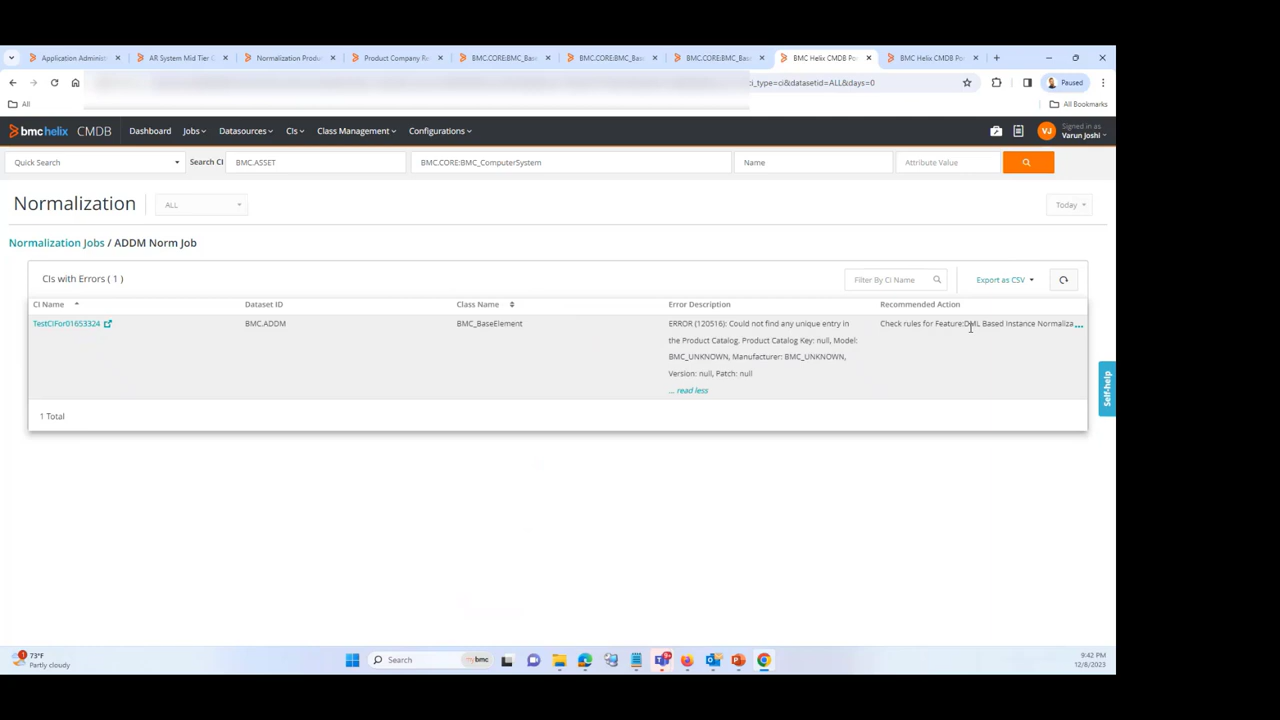 Application Administ
AR System Mid Tier C
Normalization Produ
Product Company Re
BMC.CORE:BMC_Bas
BMC.CORE:BMC_Bas
BMC.CORE:BMC_Bas
BMC Helix CMDB Po
BMC Helix CMDB Po
i_type=ci&datasetid=ALL&days=0
Paused
All
All Bookmarks
bmchelix CMDB
Dashboard
Jobs
Datasources
CIs
Class Management
Configurations
VJ
Signed in as
Varun Joshi
Quick Search
Search CI
BMC.ASSET
BMC.CORE:BMC_ComputerSystem
Name
Attribute Value
Normalization
ALL
Today
Normalization Jobs / ADDM Norm Job
CIs with Errors ( 1 )
Filter By CI Name
Export as CSV
CI Name
Dataset ID
Class Name
Error Description
Recommended Action
TestCIFor01653324
BMC.ADDM
BMC_BaseElement
ERROR (120516): Could not find any unique entry in
the Product Catalog. Product Catalog Key: null, Model:
BMC_UNKNOWN, Manufacturer: BMC_UNKNOWN,
Version: null, Patch: null
... read less
Check rules for Feature:DML Based Instance Normaliza ...
1 Total
Self-help
1
73°F
Partly cloudy
Search
mybmc
9+
9:42 PM
12/8/2023